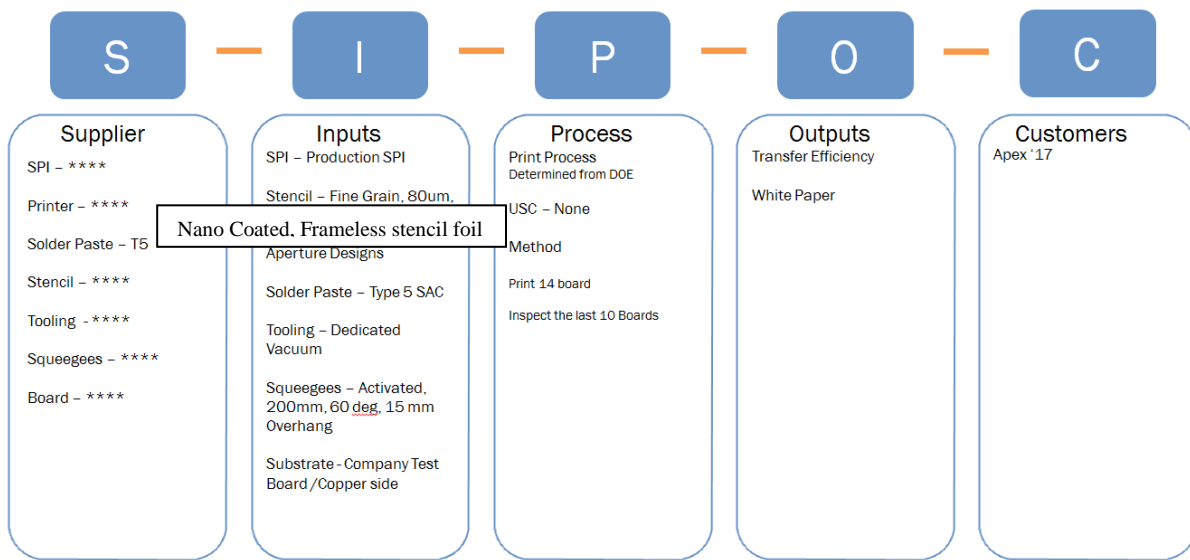 S
I
P
O
C
Supplier
SPI – ****
Printer – ****
Solder Paste – T5
Stencil – ****
Tooling - ****
Squeegees – ****
Board – ****
Inputs
SPI – Production SPI
Stencil – Fine Grain, 80um,
Nano Coated, Frameless stencil foil
Aperture Designs
Solder Paste – Type 5 SAC
Tooling – Dedicated
Vacuum
Squeegees – Activated,
200mm, 60 deg, 15 mm
Overhang
Substrate - Company Test
Board /Copper side
Process
Print Process
Determined from DOE
USC – None
Method
Print 14 board
Inspect the last 10 Boards
Outputs
Transfer Efficiency
White Paper
Customers
Apex ‘17